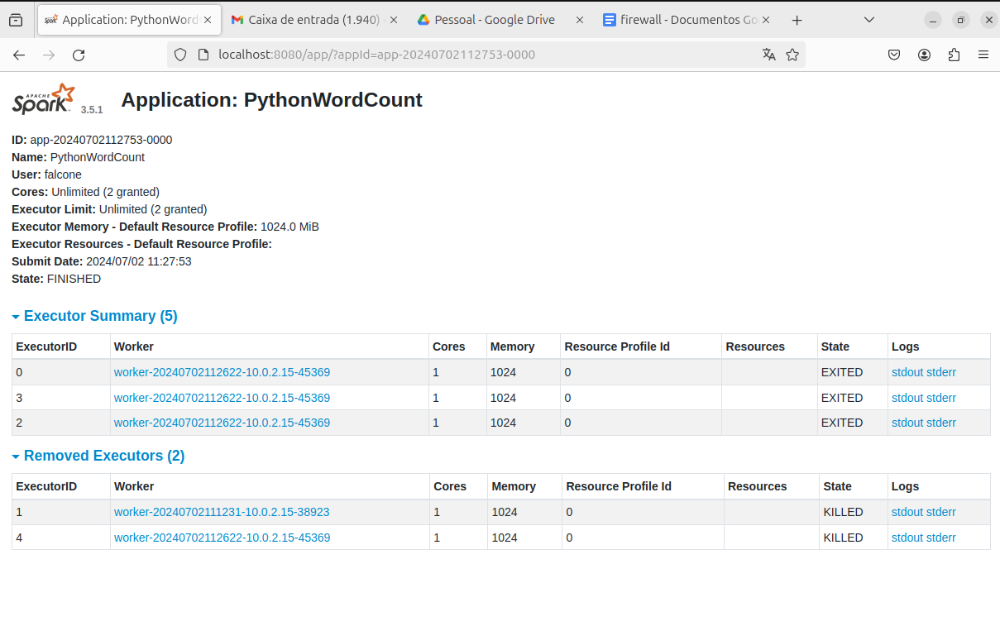 Application: PythonWord
Caixa de entrada (1.940) -
Pessoal - Google Drive
firewall - Documentos Go
localhost:8080/app/?appId=app-20240702112753-0000
APACHE Spark 3.5.1 Application: PythonWordCount
ID: app-20240702112753-0000
Name: PythonWordCount
User: falcone
Cores: Unlimited (2 granted)
Executor Limit: Unlimited (2 granted)
Executor Memory - Default Resource Profile: 1024.0 MiB
Executor Resources - Default Resource Profile:
Submit Date: 2024/07/02 11:27:53
State: FINISHED
Executor Summary (5)
ExecutorID Worker Cores Memory Resource Profile Id Resources State Logs
0 worker-20240702112622-10.0.2.15-45369 1 1024 0 EXITED stdout stderr
3 worker-20240702112622-10.0.2.15-45369 1 1024 0 EXITED stdout stderr
2 worker-20240702112622-10.0.2.15-45369 1 1024 0 EXITED stdout stderr
Removed Executors (2)
ExecutorID Worker Cores Memory Resource Profile Id Resources State Logs
1 worker-20240702111231-10.0.2.15-38923 1 1024 0 KILLED stdout stderr
4 worker-20240702112622-10.0.2.15-45369 1 1024 0 KILLED stdout stderr